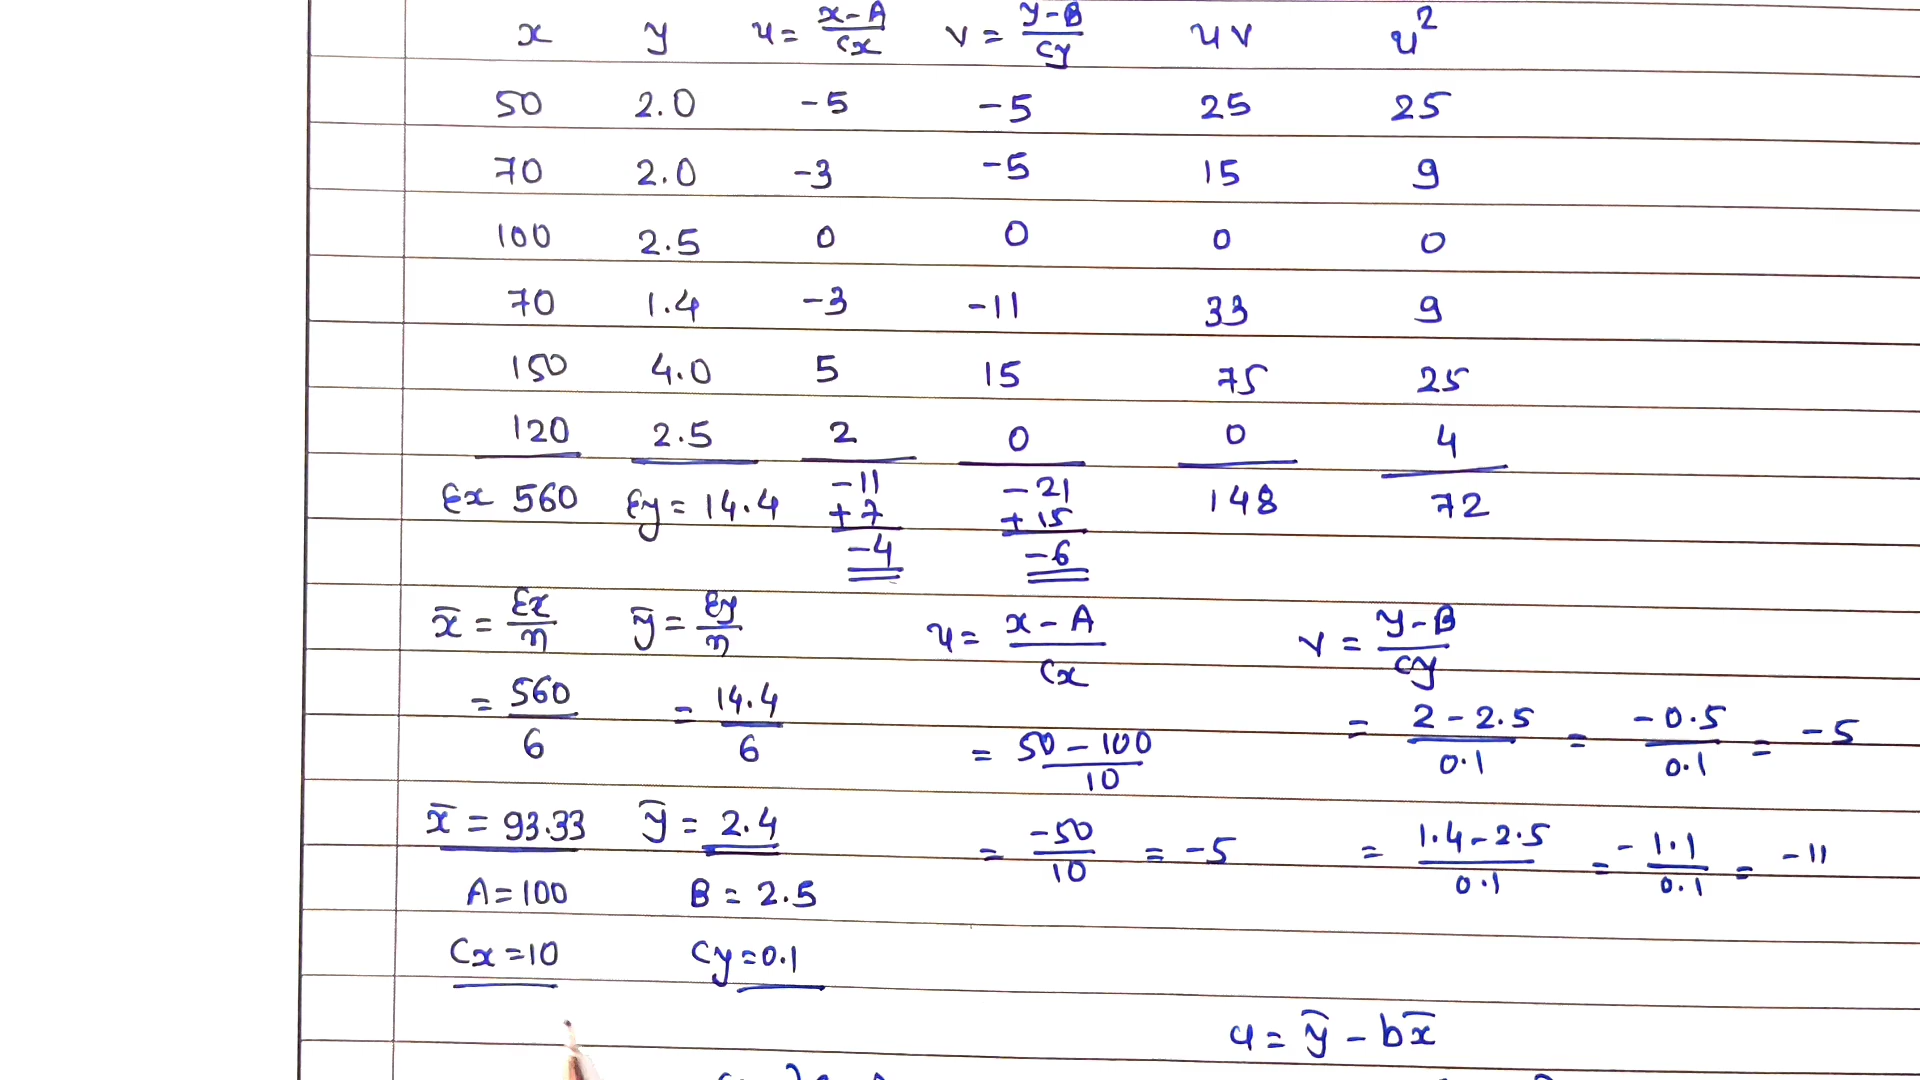 x y u = x-A/Cx v = y-B/Cy uv u²
50 2.0 -5 -5 25 25
70 2.0 -3 -5 15 9
100 2.5 0 0 0 0
70 1.4 -3 -11 33 9
150 4.0 5 15 75 25
120 2.5 2 0 0 4
Σx 560 Σy = 14.4 -11 -21 148 72
+7 +15
-4 -6
x̄ = Σx/n ȳ = Σy/n u = x-A/Cx v = y-B/Cy
= 560/6 = 14.4/6 = 50-100/10 = 2-2.5/0.1 = -0.5/0.1 = -5
x̄ = 93.33 ȳ = 2.4 = -50/10 = -5 = 1.4-2.5/0.1 = -1.1/0.1 = -11
A=100 B = 2.5
Cx=10 Cy=0.1
a = ȳ - bx̄